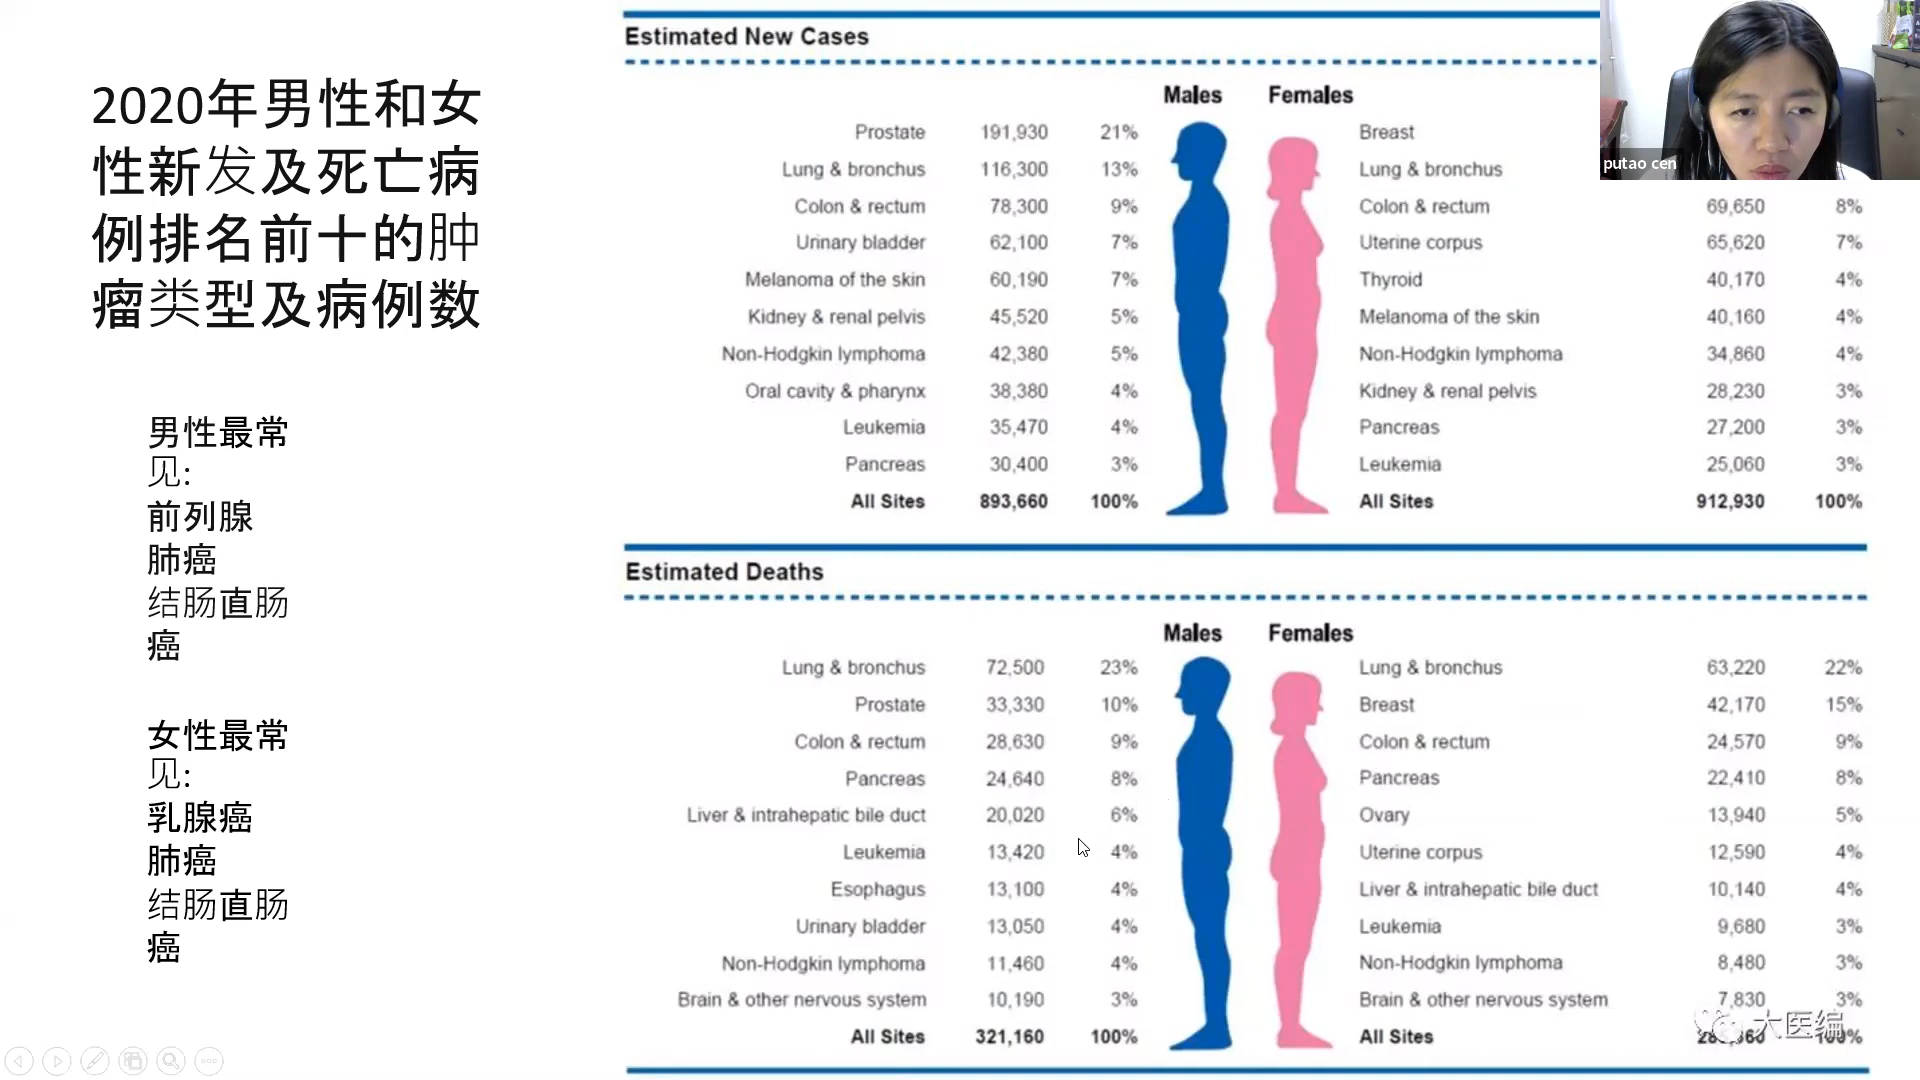 2020年男性和女
性新发及死亡病
例排名前十的肿
瘤类型及病例数
男性最常
见:
前列腺
肺癌
结肠直肠
癌
女性最常
见:
乳腺癌
肺癌
结肠直肠
癌
Estimated New Cases
Males Females
Prostate 191,930 21% Breast
Lung & bronchus 116,300 13% Lung & bronchus
Colon & rectum 78,300 9% Colon & rectum 69,650 8%
Urinary bladder 62,100 7% Uterine corpus 65,620 7%
Melanoma of the skin 60,190 7% Thyroid 40,170 4%
Kidney & renal pelvis 45,520 5% Melanoma of the skin 40,160 4%
Non-Hodgkin lymphoma 42,380 5% Non-Hodgkin lymphoma 34,860 4%
Oral cavity & pharynx 38,380 4% Kidney & renal pelvis 28,230 3%
Leukemia 35,470 4% Pancreas 27,200 3%
Pancreas 30,400 3% Leukemia 25,060 3%
All Sites 893,660 100% All Sites 912,930 100%
Estimated Deaths
Males Females
Lung & bronchus 72,500 23% Lung & bronchus 63,220 22%
Prostate 33,330 10% Breast 42,170 15%
Colon & rectum 28,630 9% Colon & rectum 24,570 9%
Pancreas 24,640 8% Pancreas 22,410 8%
Liver & intrahepatic bile duct 20,020 6% Ovary 13,940 5%
Leukemia 13,420 4% Uterine corpus 12,590 4%
Esophagus 13,100 4% Liver & intrahepatic bile duct 10,140 4%
Urinary bladder 13,050 4% Leukemia 9,680 3%
Non-Hodgkin lymphoma 11,460 4% Non-Hodgkin lymphoma 8,480 3%
Brain & other nervous system 10,190 3% Brain & other nervous system 7,830 3%
All Sites 321,160 100% All Sites 100%
大医编
putao cen